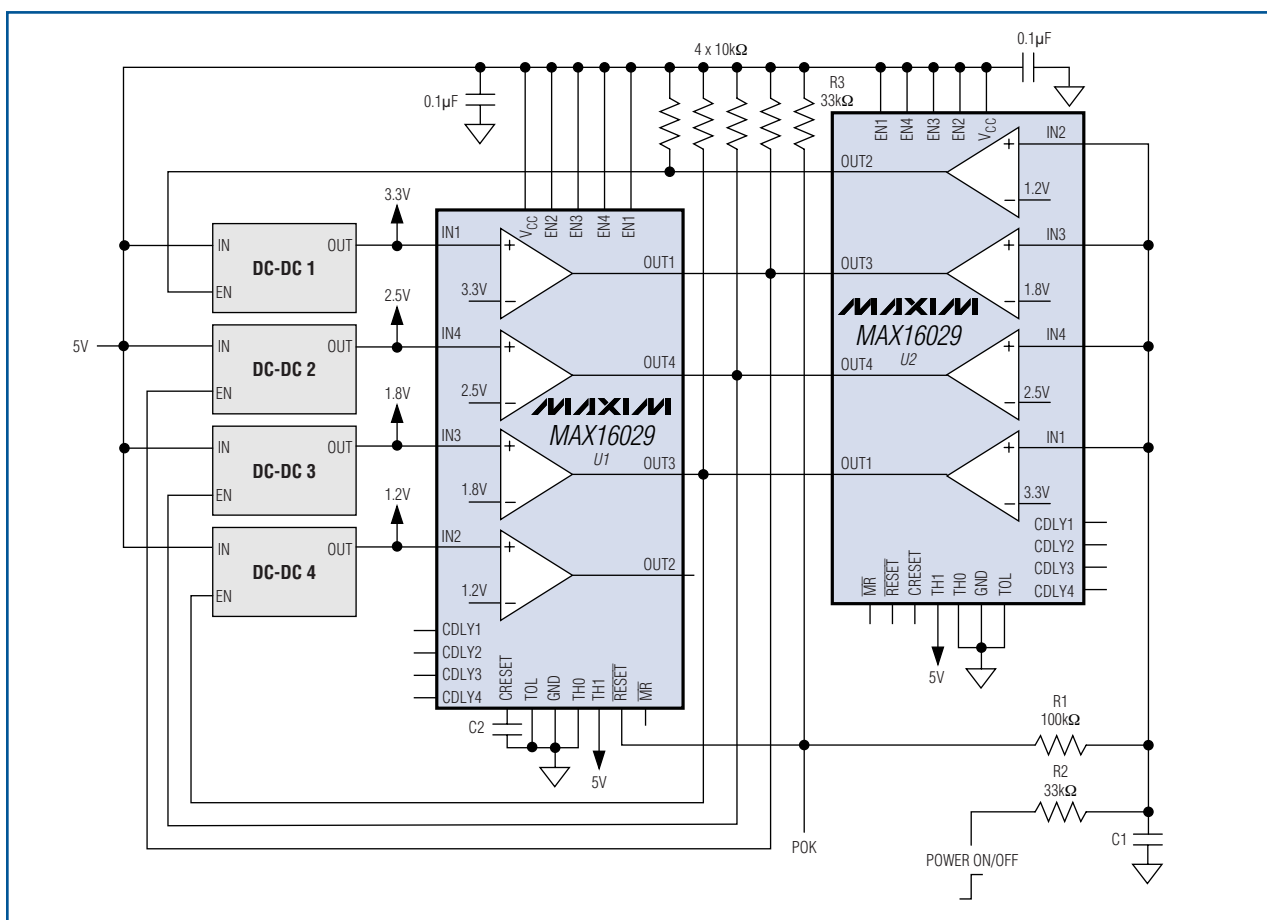 0.1µF
4 x 10kΩ
0.1µF
R3
33kΩ
EN1
EN4
EN3
EN2
VCC
IN2
OUT2
+
1.2V
−
3.3V
VCC
EN2
EN3
EN4
EN1
IN
OUT
DC-DC 1
EN
IN1
+
3.3V
−
OUT1
OUT3
IN3
+
1.8V
−
2.5V
5V
IN
OUT
DC-DC 2
EN
IN4
+
2.5V
−
OUT4
MAXIM
MAX16029
U1
MAXIM
MAX16029
U2
OUT4
IN4
+
2.5V
−
1.8V
IN
OUT
DC-DC 3
EN
IN3
+
1.8V
−
OUT3
OUT1
IN1
+
3.3V
−
1.2V
IN
OUT
DC-DC 4
EN
IN2
+
1.2V
−
OUT2
CDLY1
CDLY2
CDLY3
CDLY4
MR
RESET
CRESET
TH1
TH0
GND
TOL
5V
CDLY1
CDLY2
CDLY3
CDLY4
CRESET
TOL
GND
TH0
TH1
RESET
MR
C2
5V
R1
100kΩ
R2
33kΩ
C1
POK
POWER ON/OFF